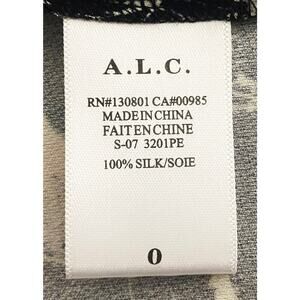 A.L.C.
RN#130801 CA#00985
MADE IN CHINA
FAIT EN CHINE
S-07 3201PE
100% SILK/SOIE
0